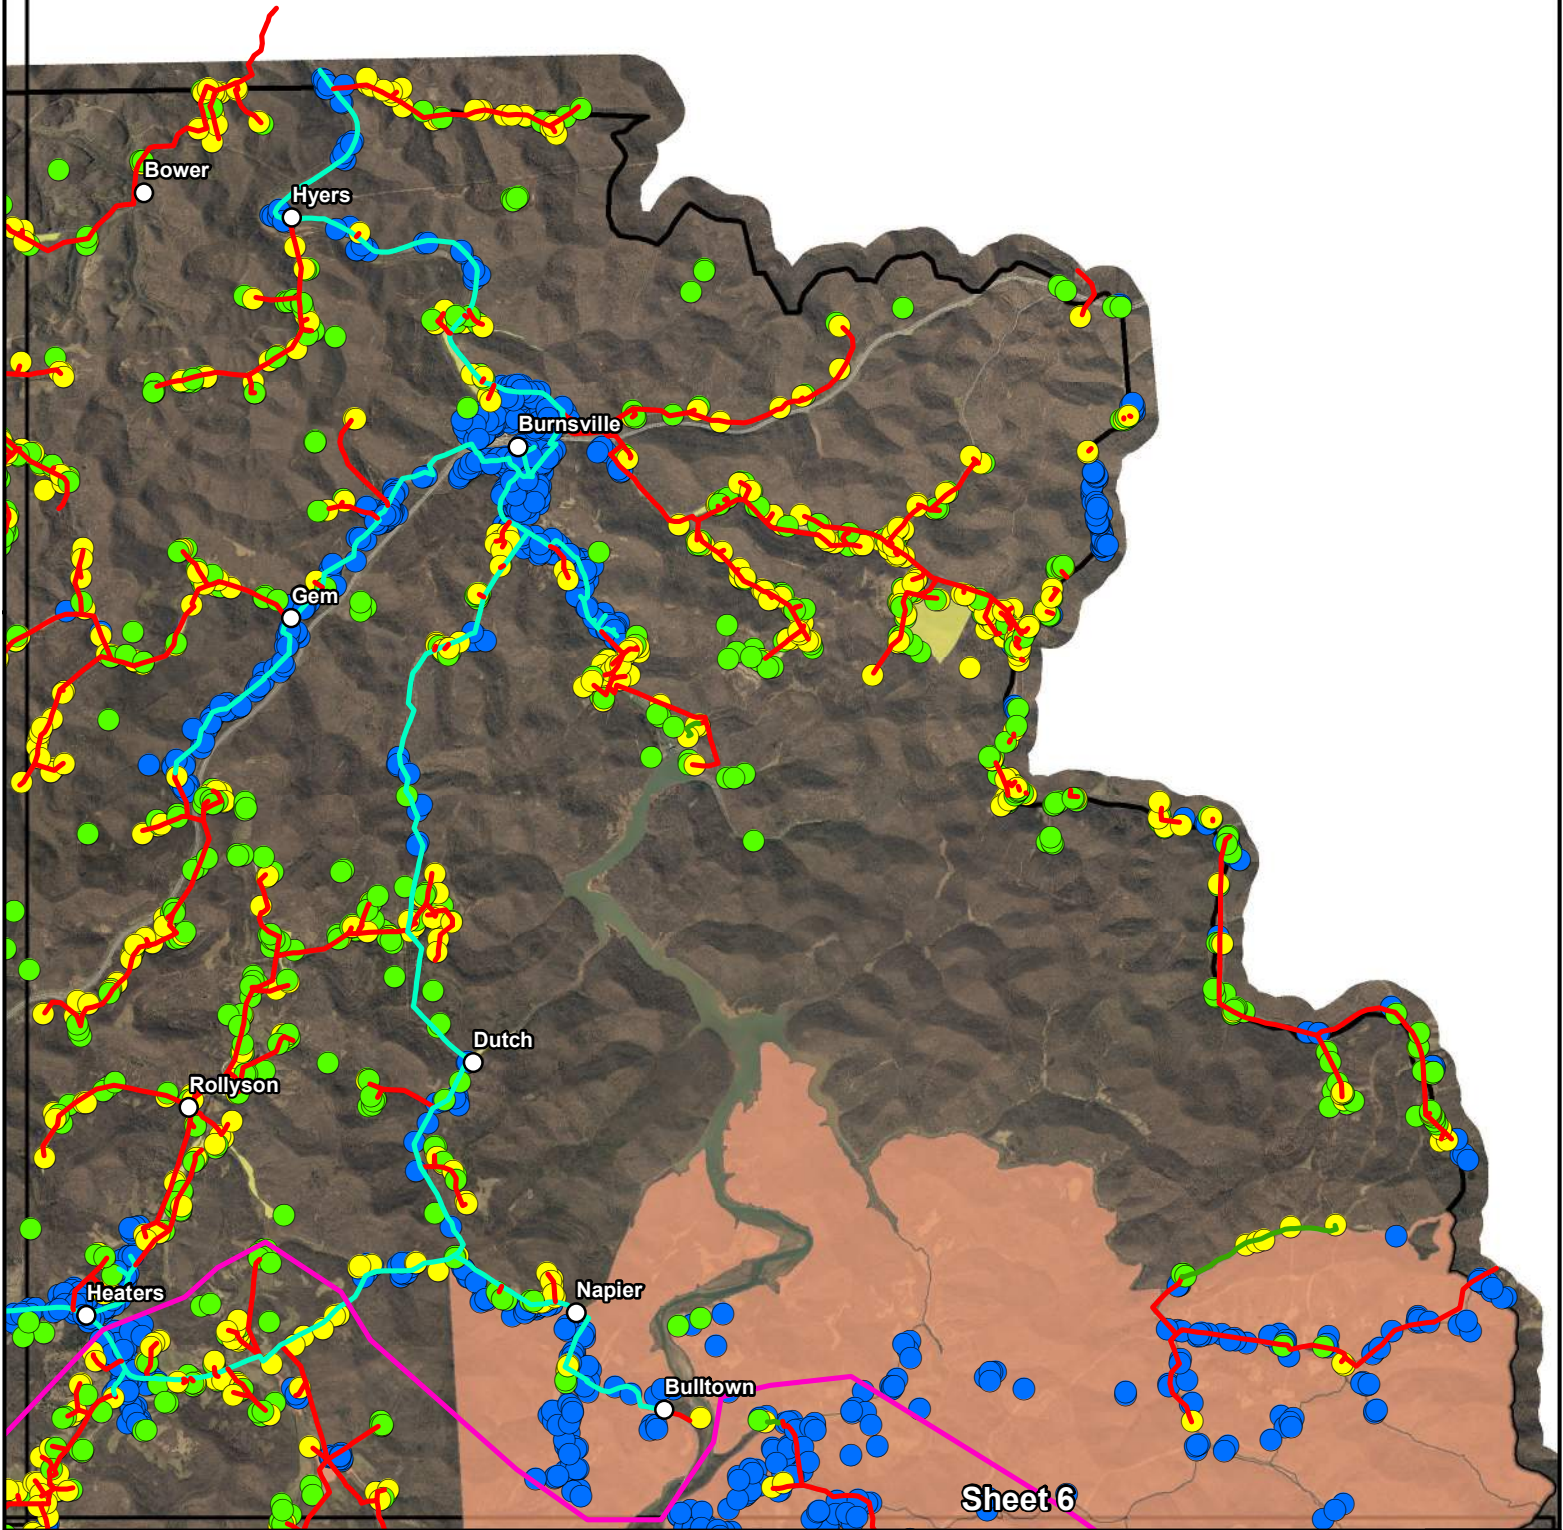 Bower
Hyers
Burnsville
Gem
Dutch
Rollyson
Heaters
Napier
Bulltown
Sheet 6